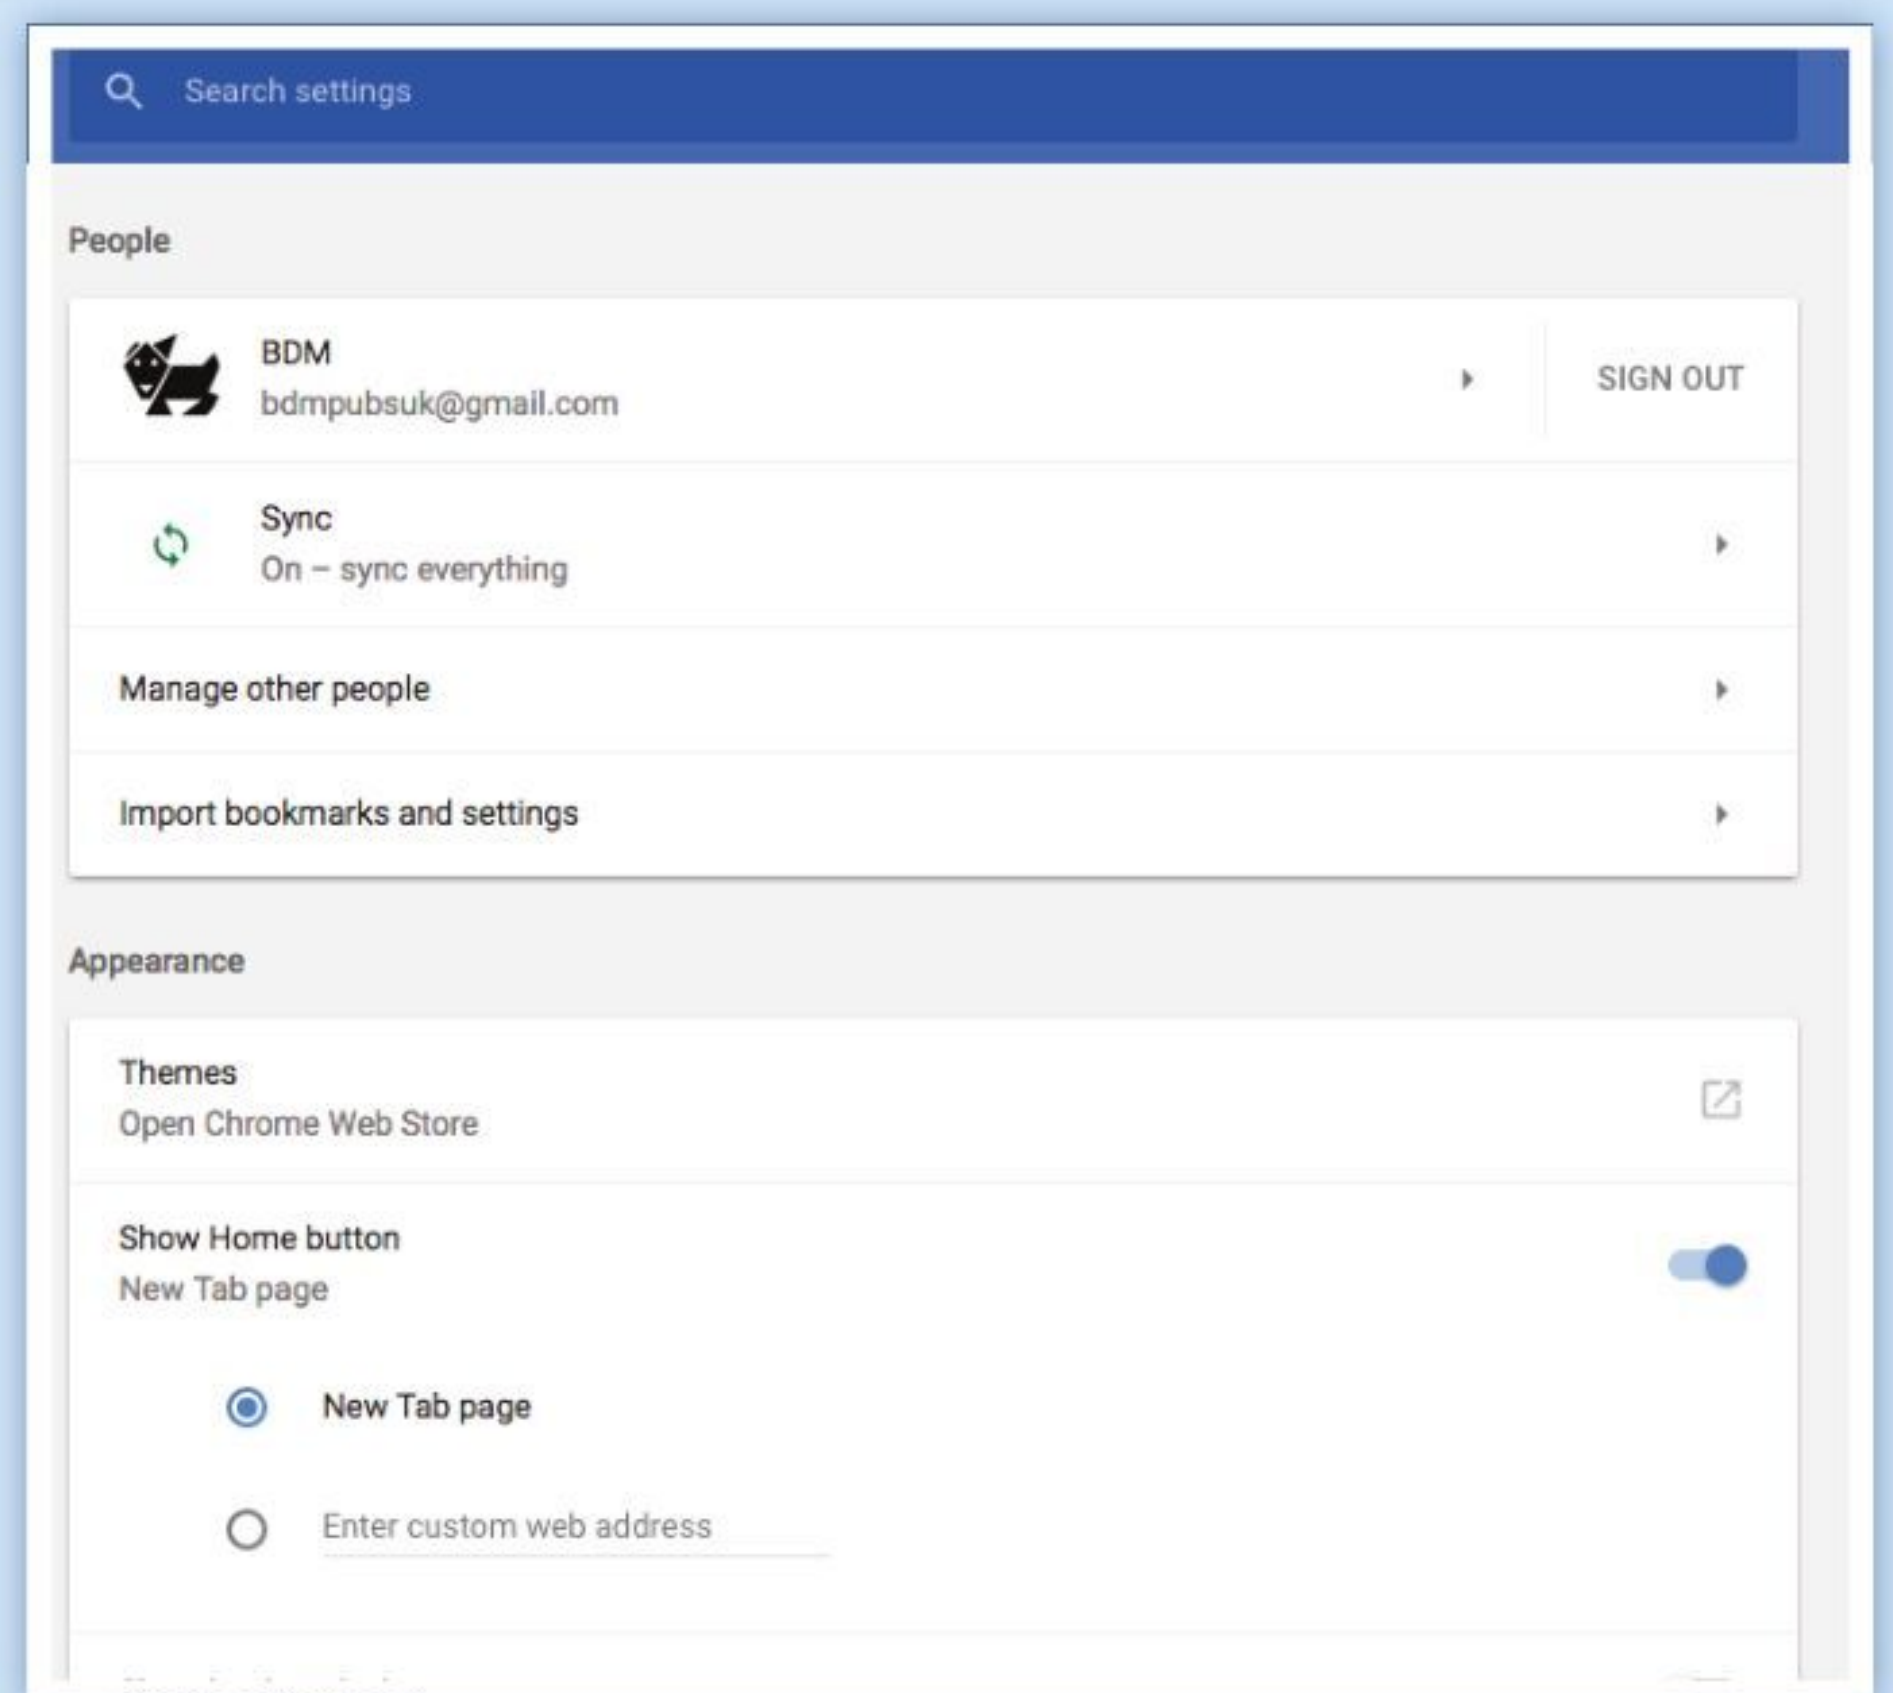 Search settings
People
BDM
bdmpubsuk@gmail.com
SIGN OUT
Sync
On – sync everything
Manage other people
Import bookmarks and settings
Appearance
Themes
Open Chrome Web Store
Show Home button
New Tab page
New Tab page
Enter custom web address